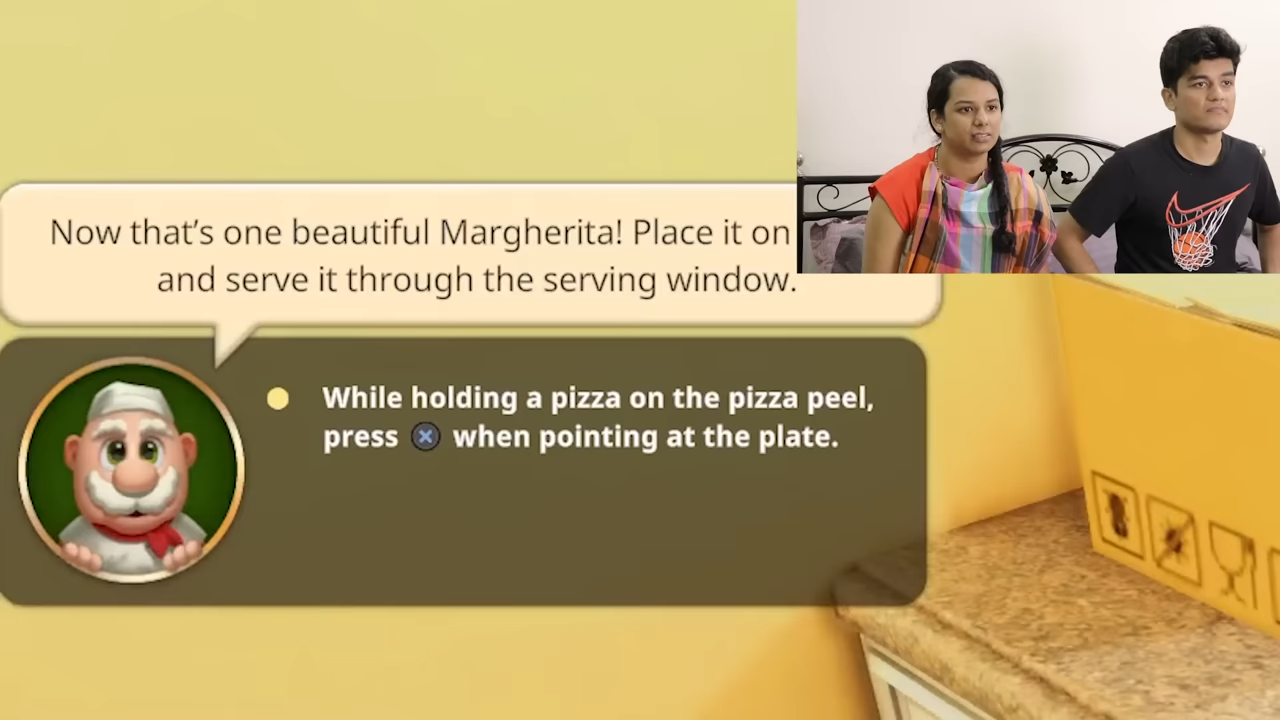 Now that's one beautiful Margherita! Place it on
and serve it through the serving window.
While holding a pizza on the pizza peel,
press ⓧ when pointing at the plate.